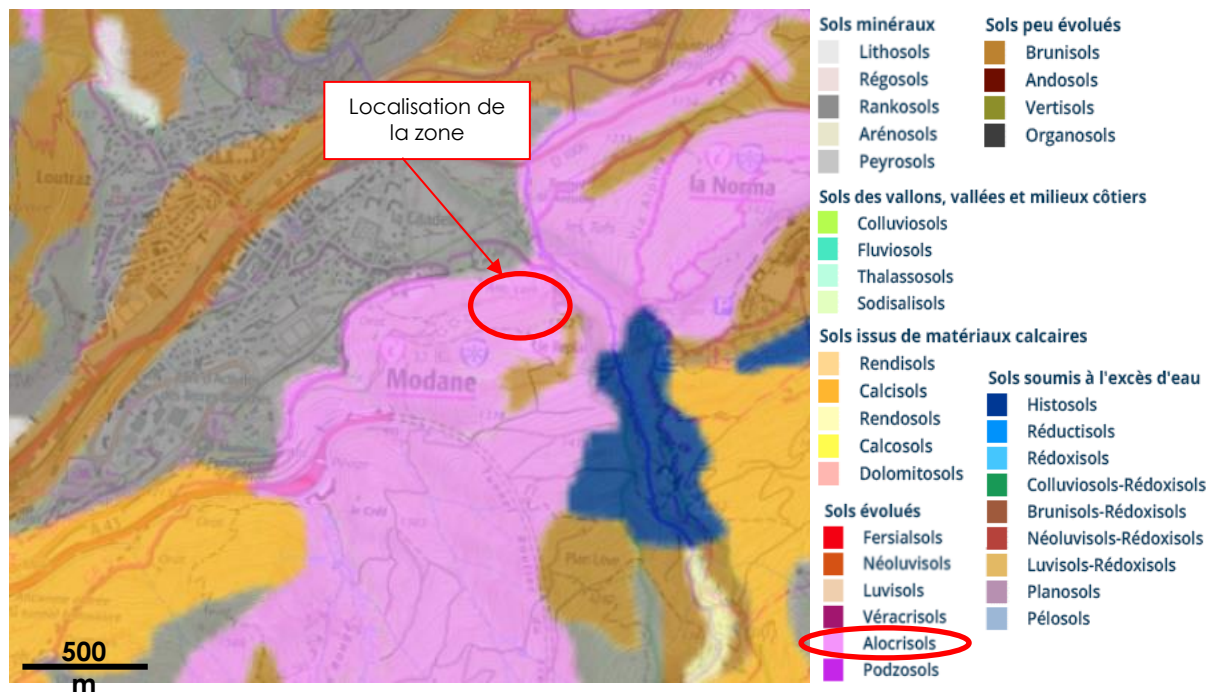 Localisation de
la zone
Loutraz
la Citadelle
la Norma
Modane
500
m
Sols minéraux
Lithosols
Régosols
Rankosols
Arénosols
Peyrosols
Sols peu évolués
Brunisols
Andosols
Vertisols
Organosols
Sols des vallons, vallées et milieux côtiers
Colluviosols
Fluviosols
Thalassosols
Sodisalisols
Sols issus de matériaux calcaires
Rendisols
Calcisols
Rendosols
Calcosols
Dolomitosols
Sols soumis à l'excès d'eau
Histosols
Réductisols
Rédoxisols
Colluviosols-Rédoxisols
Brunisols-Rédoxisols
Néoluvisols-Rédoxisols
Luvisols-Rédoxisols
Planosols
Pélosols
Sols évolués
Fersialsols
Néoluvisols
Luvisols
Véracrisols
Alocrisols
Podzosols